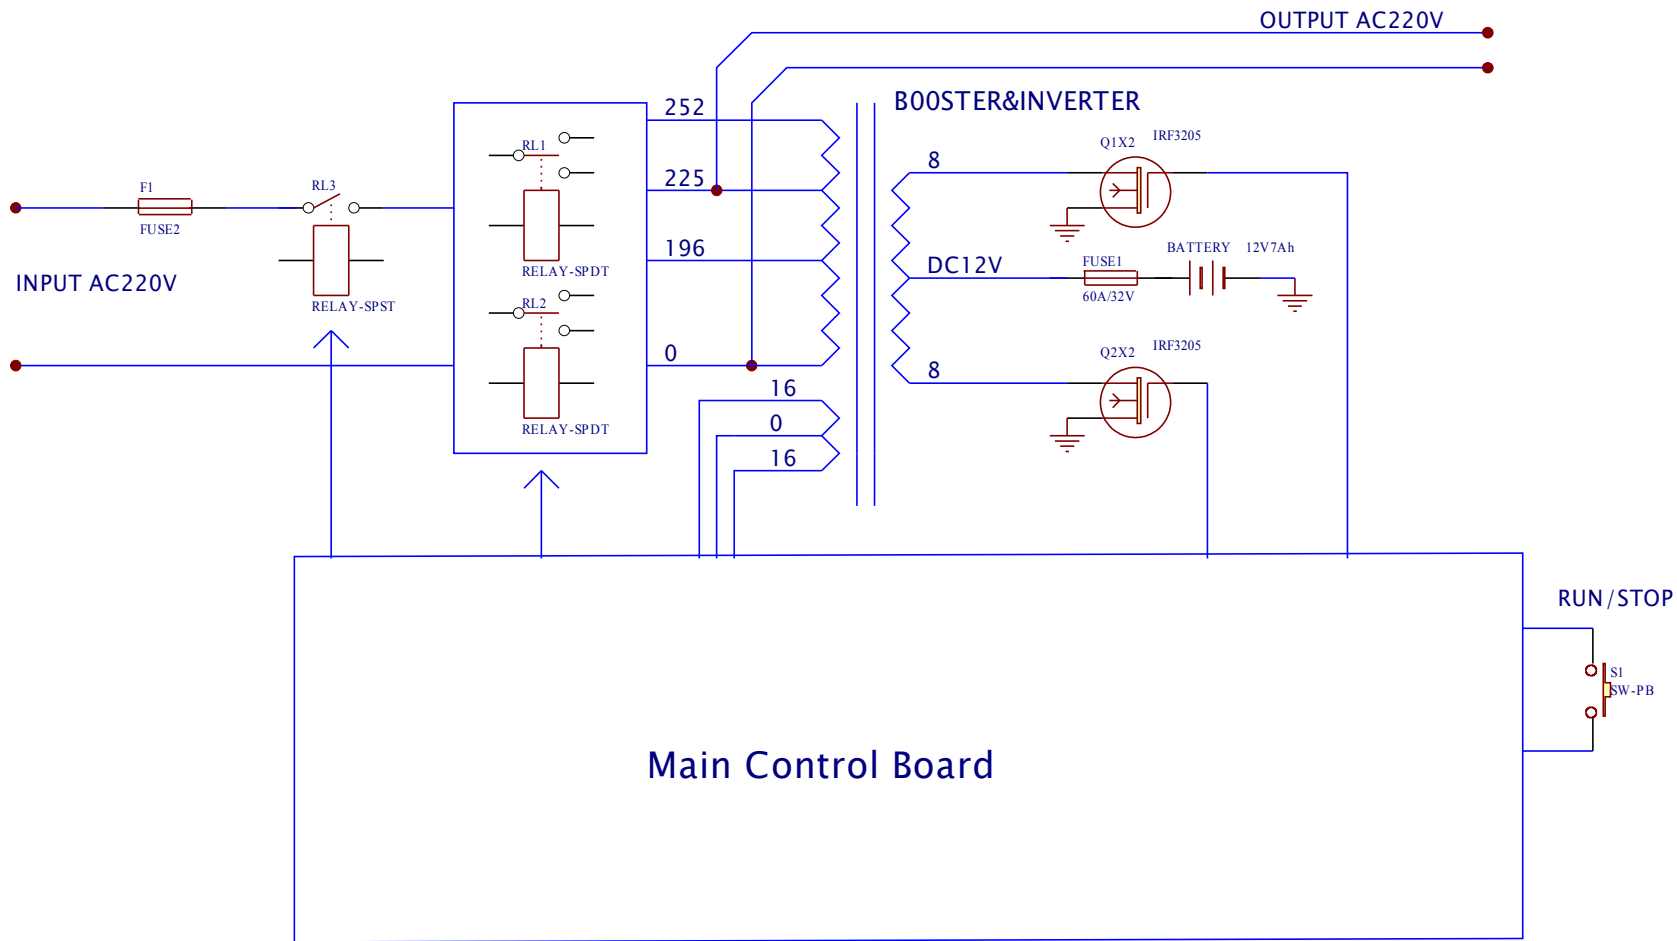 OUTPUT AC220V
252
B00STER&INVERTER
RL1
Q1X2
IRF3205
8
225
F1
RL3
FUSE2
196
BATTERY 12V7Ah
DC12V
FUSE1
INPUT AC220V
RELAY-SPDT
60A/32V
RELAY-SPST
RL2
0
Q2X2
IRF3205
8
16
0
RELAY-SPDT
16
RUN/STOP
S1
SW-PB
Main Control Board